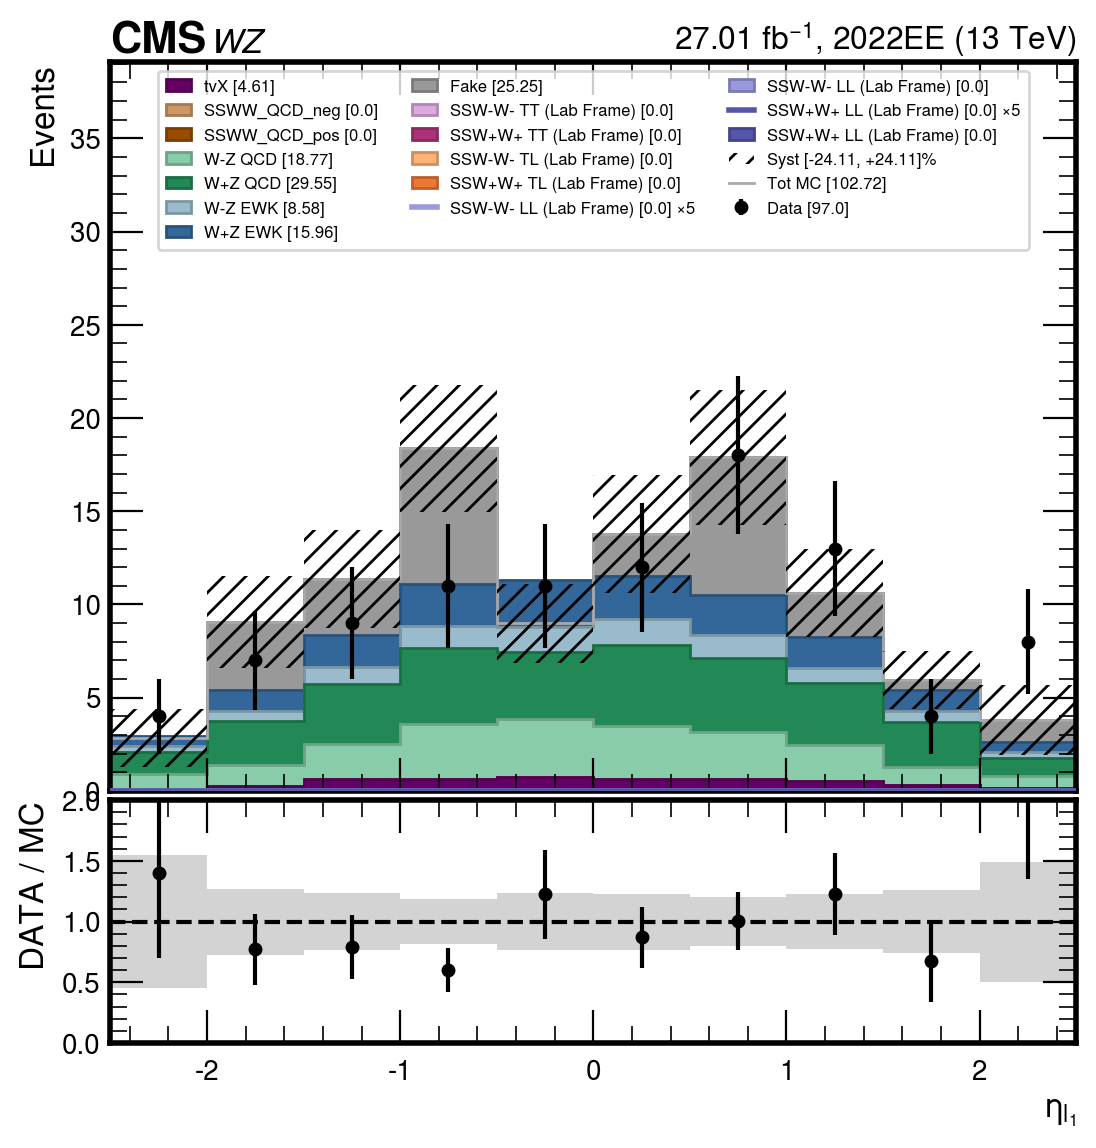 CMS WZ 27.01 fb⁻¹, 2022EE (13 TeV)
Events
tvX [4.61]
SSWW_QCD_neg [0.0]
SSWW_QCD_pos [0.0]
W-Z QCD [18.77]
W+Z QCD [29.55]
W-Z EWK [8.58]
W+Z EWK [15.96]
Fake [25.25]
SSW-W- TT (Lab Frame) [0.0]
SSW+W+ TT (Lab Frame) [0.0]
SSW-W- TL (Lab Frame) [0.0]
SSW+W+ TL (Lab Frame) [0.0]
SSW-W- LL (Lab Frame) [0.0] ×5
SSW-W- LL (Lab Frame) [0.0]
SSW+W+ LL (Lab Frame) [0.0] ×5
SSW+W+ LL (Lab Frame) [0.0]
Syst [-24.11, +24.11]%
Tot MC [102.72]
Data [97.0]
35
30
25
20
15
10
5
0
DATA / MC
2.0
1.5
1.0
0.5
0.0
-2 -1 0 1 2
ηl₁